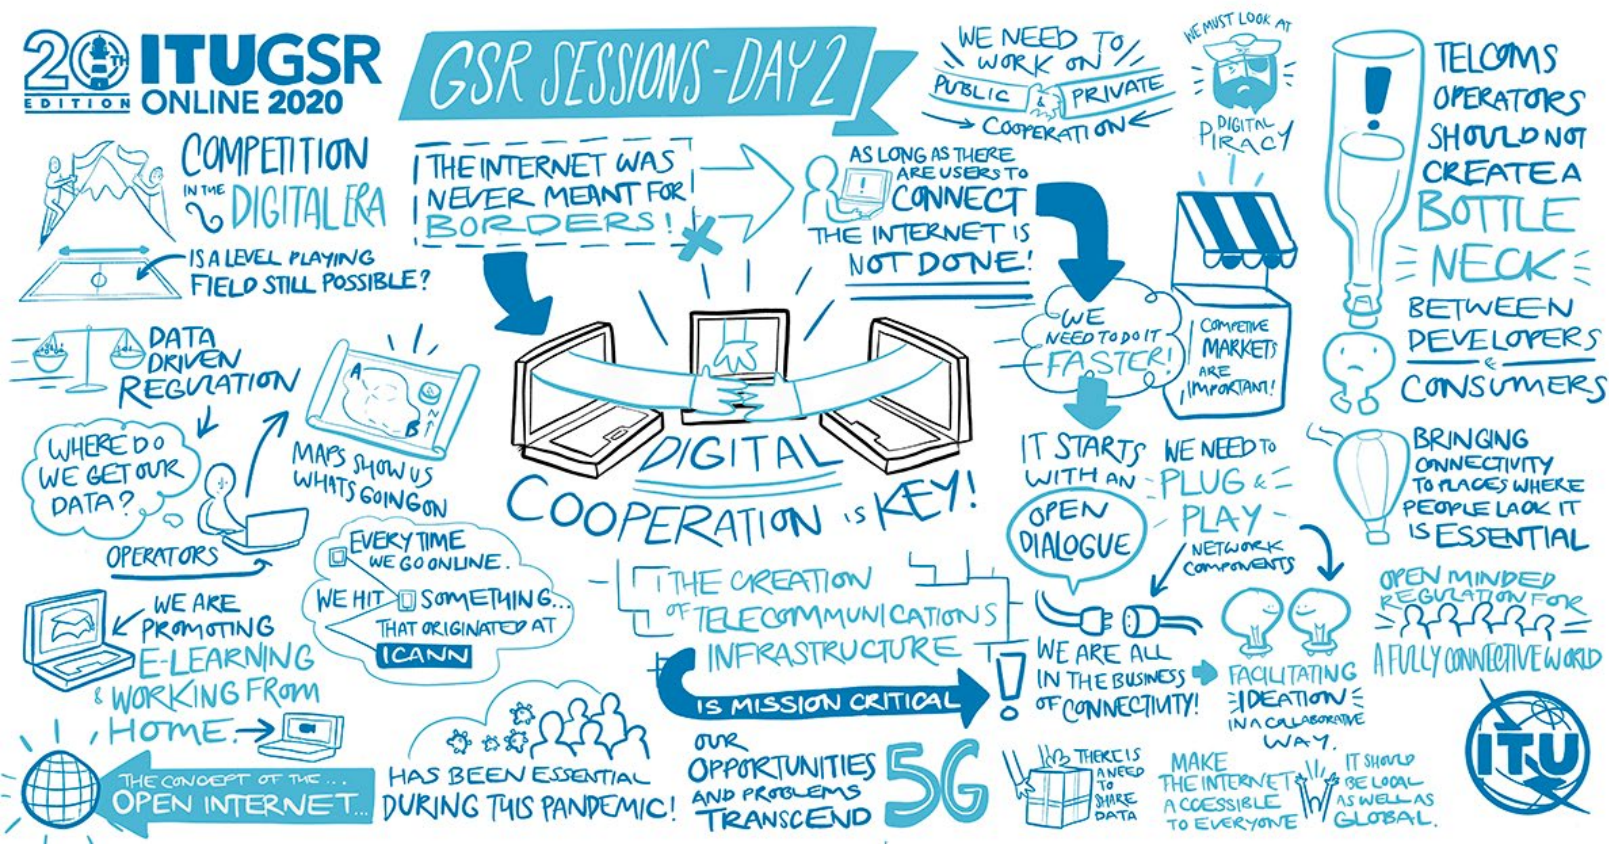 20TH
EDITION
ITUGSR
ONLINE 2020
GSR SESSIONS-DAY 2
WE NEED TO
WORK ON
PUBLIC & PRIVATE
COOPERATION
WE MUST LOOK AT
DIGITAL
PIRACY
!
TELCOMS
OPERATORS
SHOULD NOT
CREATE A
BOTTLE
NECK
BETWEEN
DEVELOPERS
&
CONSUMERS
COMPETITION
IN THE
DIGITAL ERA
IS A LEVEL PLAYING
FIELD STILL POSSIBLE?
THE INTERNET WAS
NEVER MEANT FOR
BORDERS!
AS LONG AS THERE
ARE USERS TO
CONNECT
THE INTERNET IS
NOT DONE!
!
WE
NEED TO DO IT
FASTER!
COMPETIVE
MARKETS
ARE
IMPORTANT!
DATA
DRIVEN
REGULATION
WHERE DO
WE GET OUR
DATA?
OPERATORS
A
B
N
MAPS SHOW US
WHATS GOING ON
DIGITAL
COOPERATION IS KEY!
IT STARTS
WITH AN
OPEN
DIALOGUE
WE NEED TO
PLUG &
PLAY
NETWORK
COMPONENTS
BRINGING
CONNECTIVITY
TO PLACES WHERE
PEOPLE LACK IT
IS ESSENTIAL
EVERY TIME
WE GO ONLINE.
WE HIT SOMETHING...
THAT ORIGINATED AT
ICANN
WE ARE
PROMOTING
E-LEARNING
& WORKING FROM
HOME.
THE CREATION
OF TELECOMMUNICATIONS
INFRASTRUCTURE
IS MISSION CRITICAL
!
WE ARE ALL
IN THE BUSINESS
OF CONNECTIVITY!
FACILITATING
IDEATION
IN A COLLABORATIVE
WAY.
OPEN MINDED
REGULATION FOR
A FULLY CONNECTIVE WORLD
THE CONCEPT OF THE...
OPEN INTERNET...
HAS BEEN ESSENTIAL
DURING THIS PANDEMIC!
OUR
OPPORTUNITIES
AND PROBLEMS
TRANSCEND
5G
THERE IS
A NEED
TO
SHARE
DATA
MAKE
THE INTERNET
ACCESSIBLE
TO EVERYONE
IT SHOULD
BE LOCAL
AS WELL AS
GLOBAL.
ITU